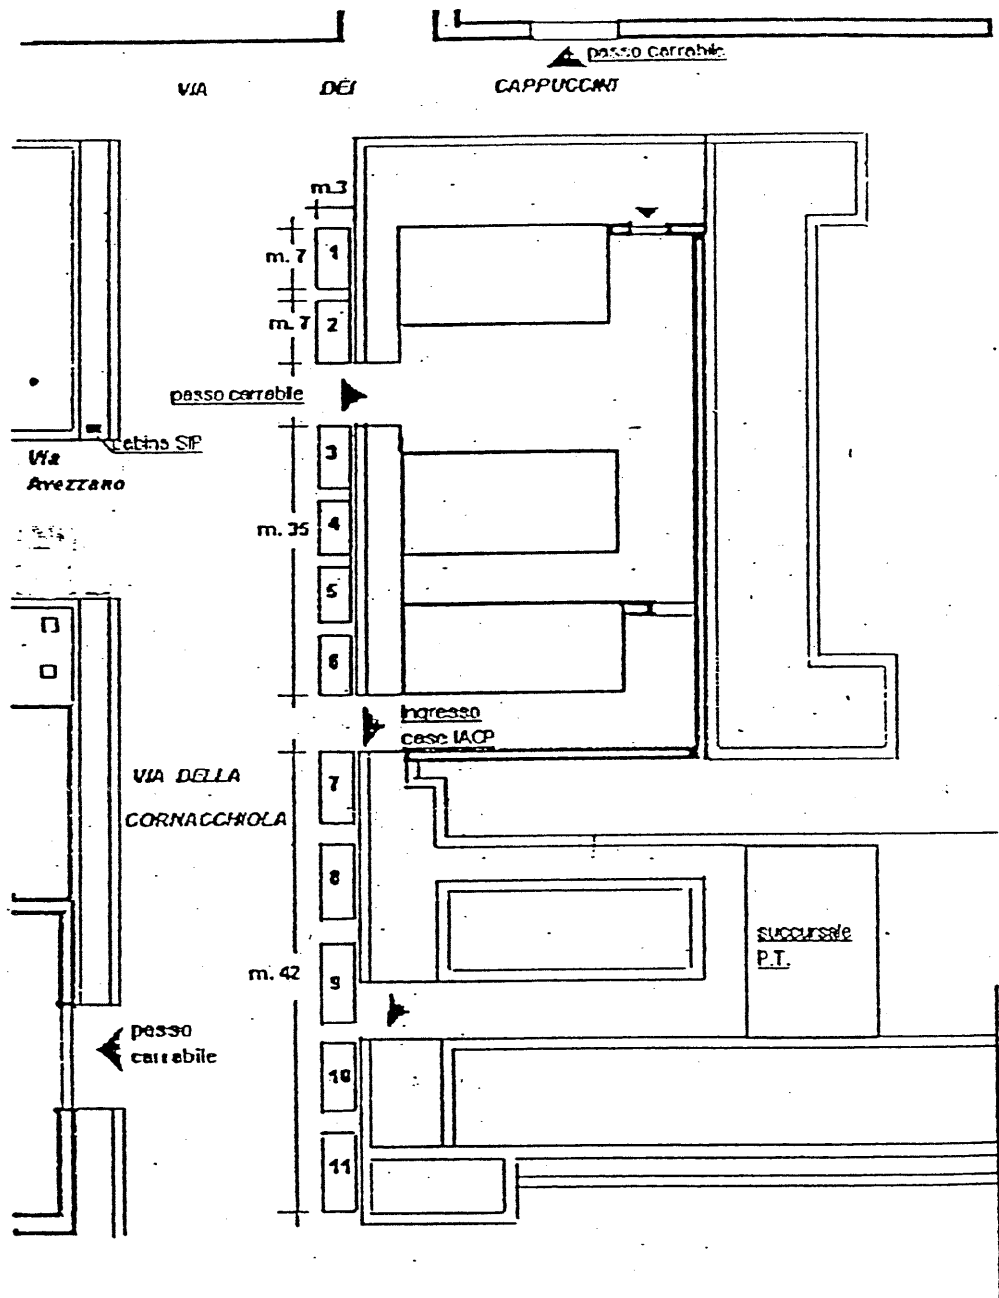 passo carrabile
VIA DEI CAPPUCCINI
m.3
m. 7
1
m. 7
2
passo carrabile
cabina SIP
Via
Avezzano
3
m. 35
4
5
6
Ingresso
case IACP
VIA DELLA
CORNACCHIOLA
7
8
succursale
P.T.
m. 42
9
passo
carrabile
10
11